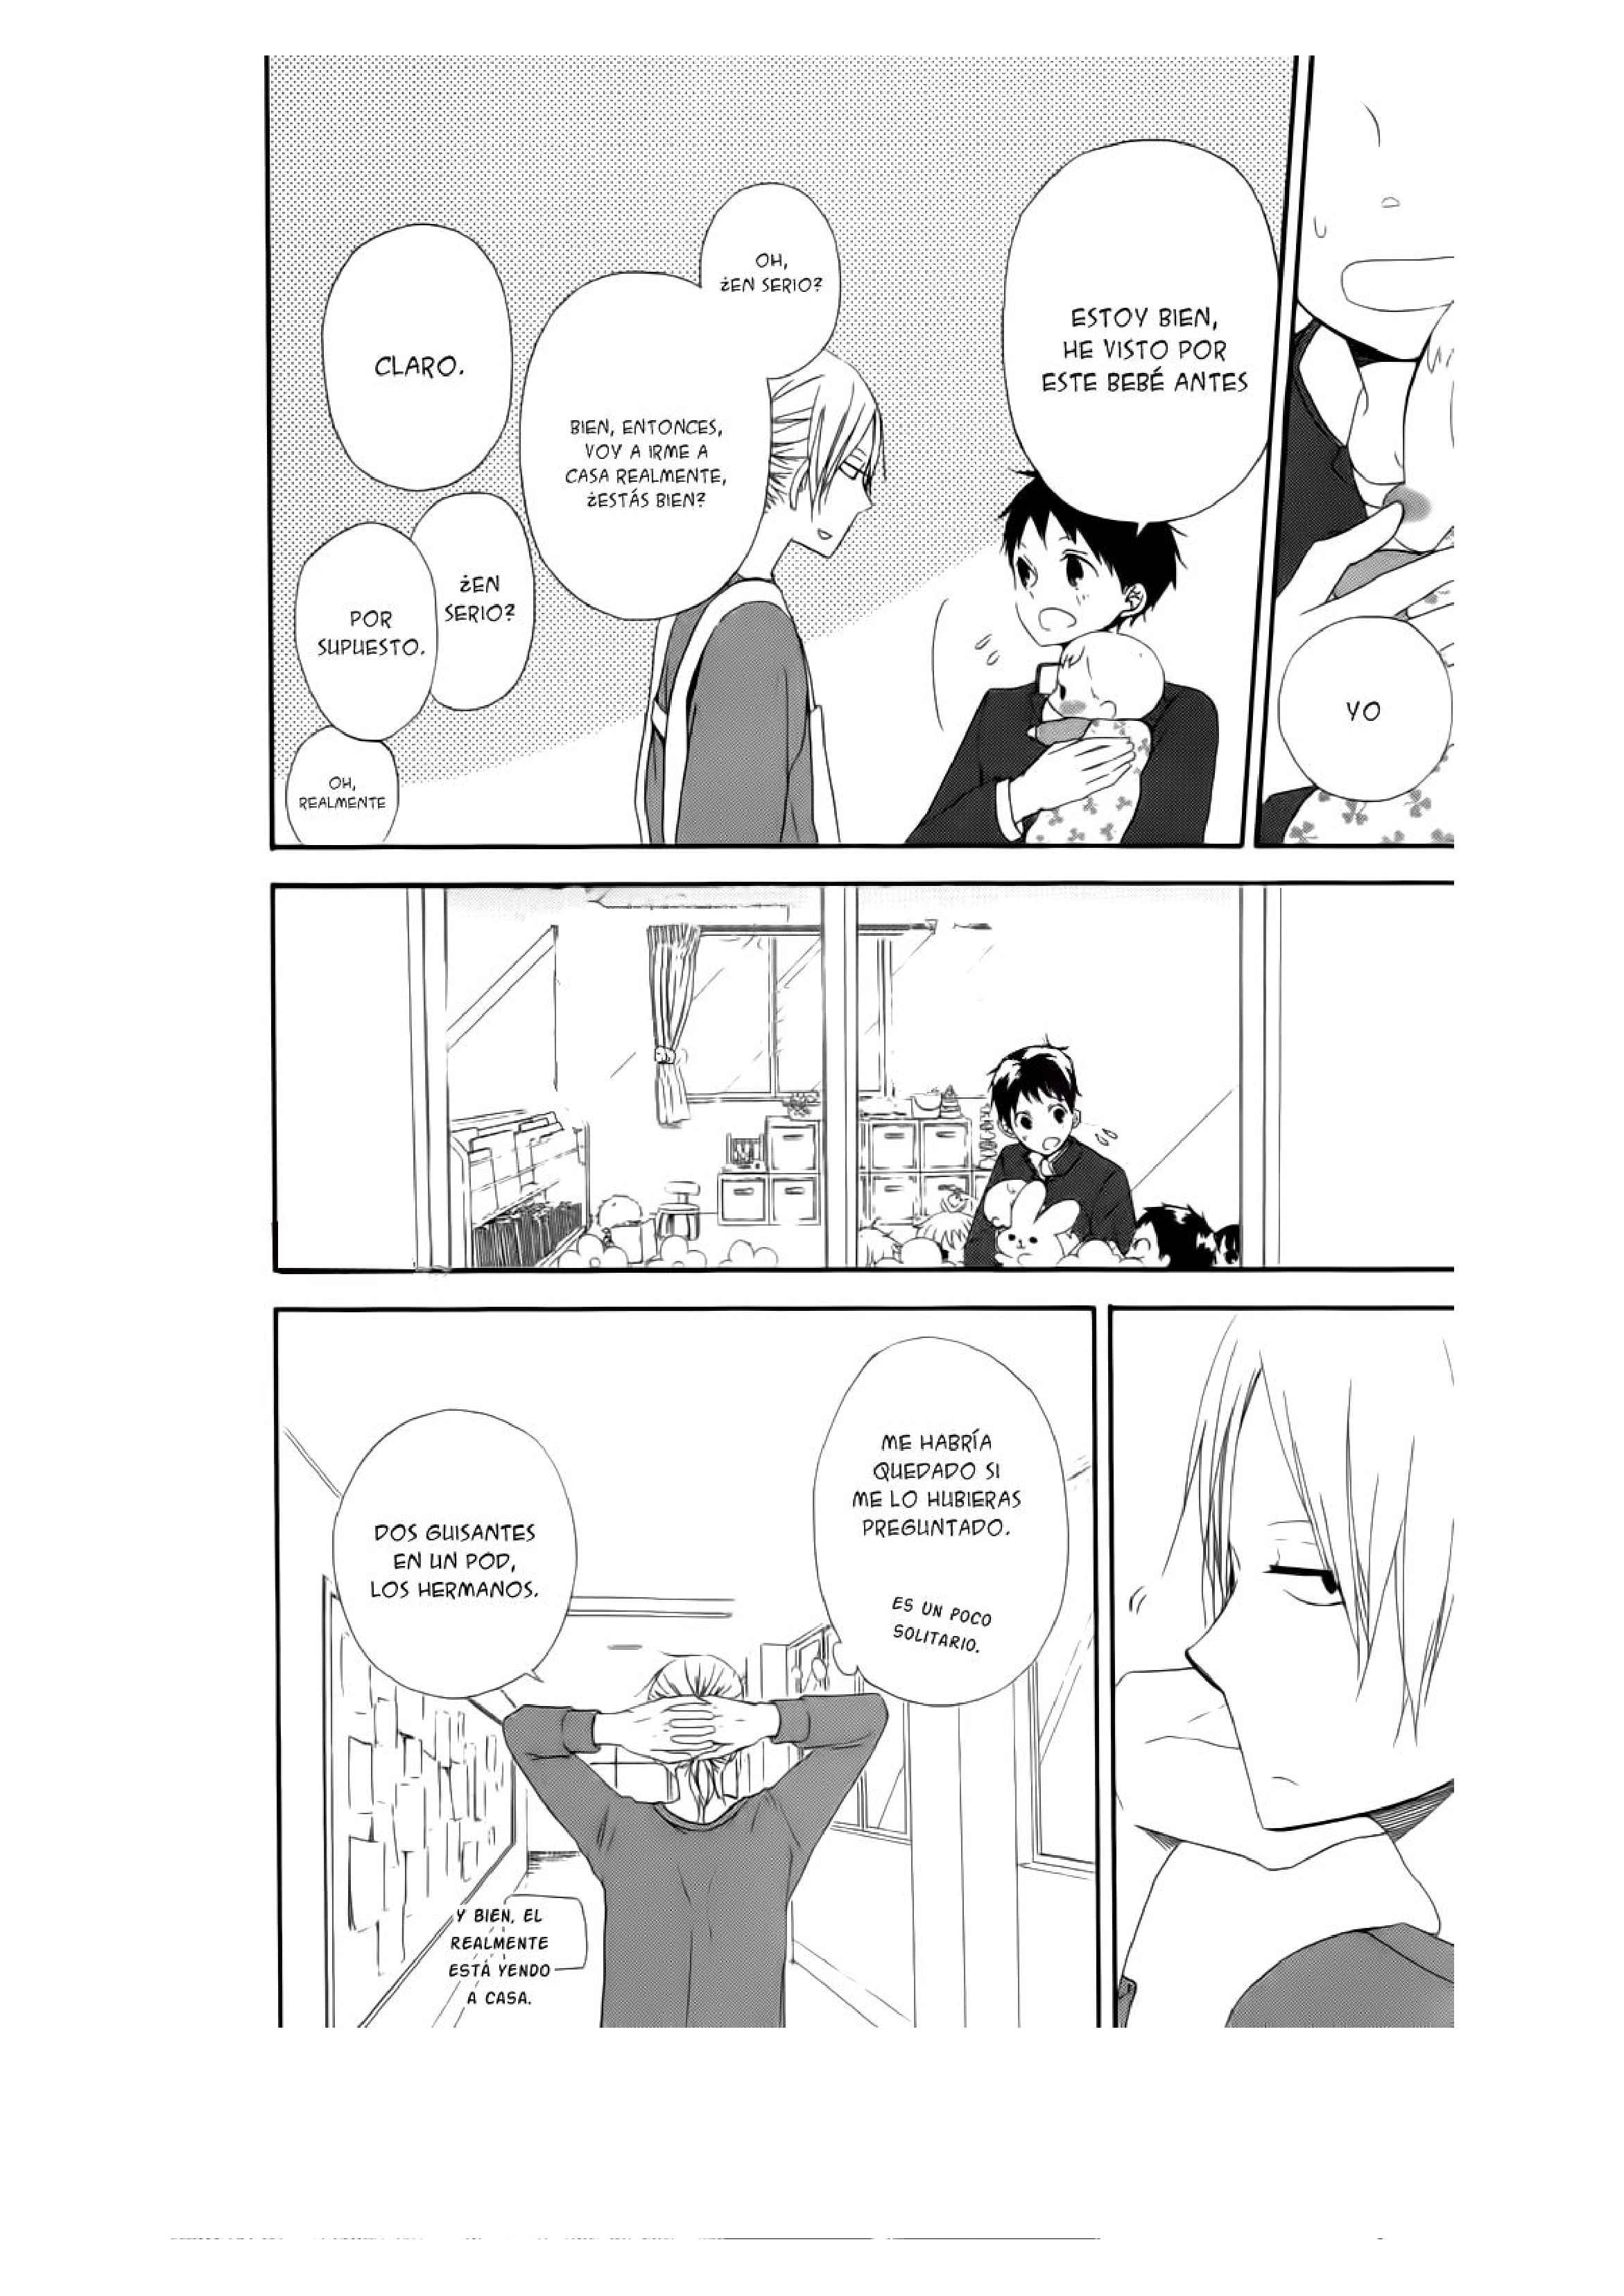 YO
ESTOY BIEN,
HE VISTO POR
ESTE BEBÉ ANTES
OH,
¿EN SERIO?
BIEN, ENTONCES,
VOY A IRME A
CASA REALMENTE,
¿ESTÁS BIEN?
CLARO.
¿EN
SERIO?
POR
SUPUESTO.
OH,
REALMENTE
ME HABRÍA
QUEDADO SI
ME LO HUBIERAS
PREGUNTADO.
ES UN POCO
SOLITARIO.
DOS GUISANTES
EN UN POD,
LOS HERMANOS.
Y BIEN, EL
REALMENTE
ESTÁ YENDO
A CASA.